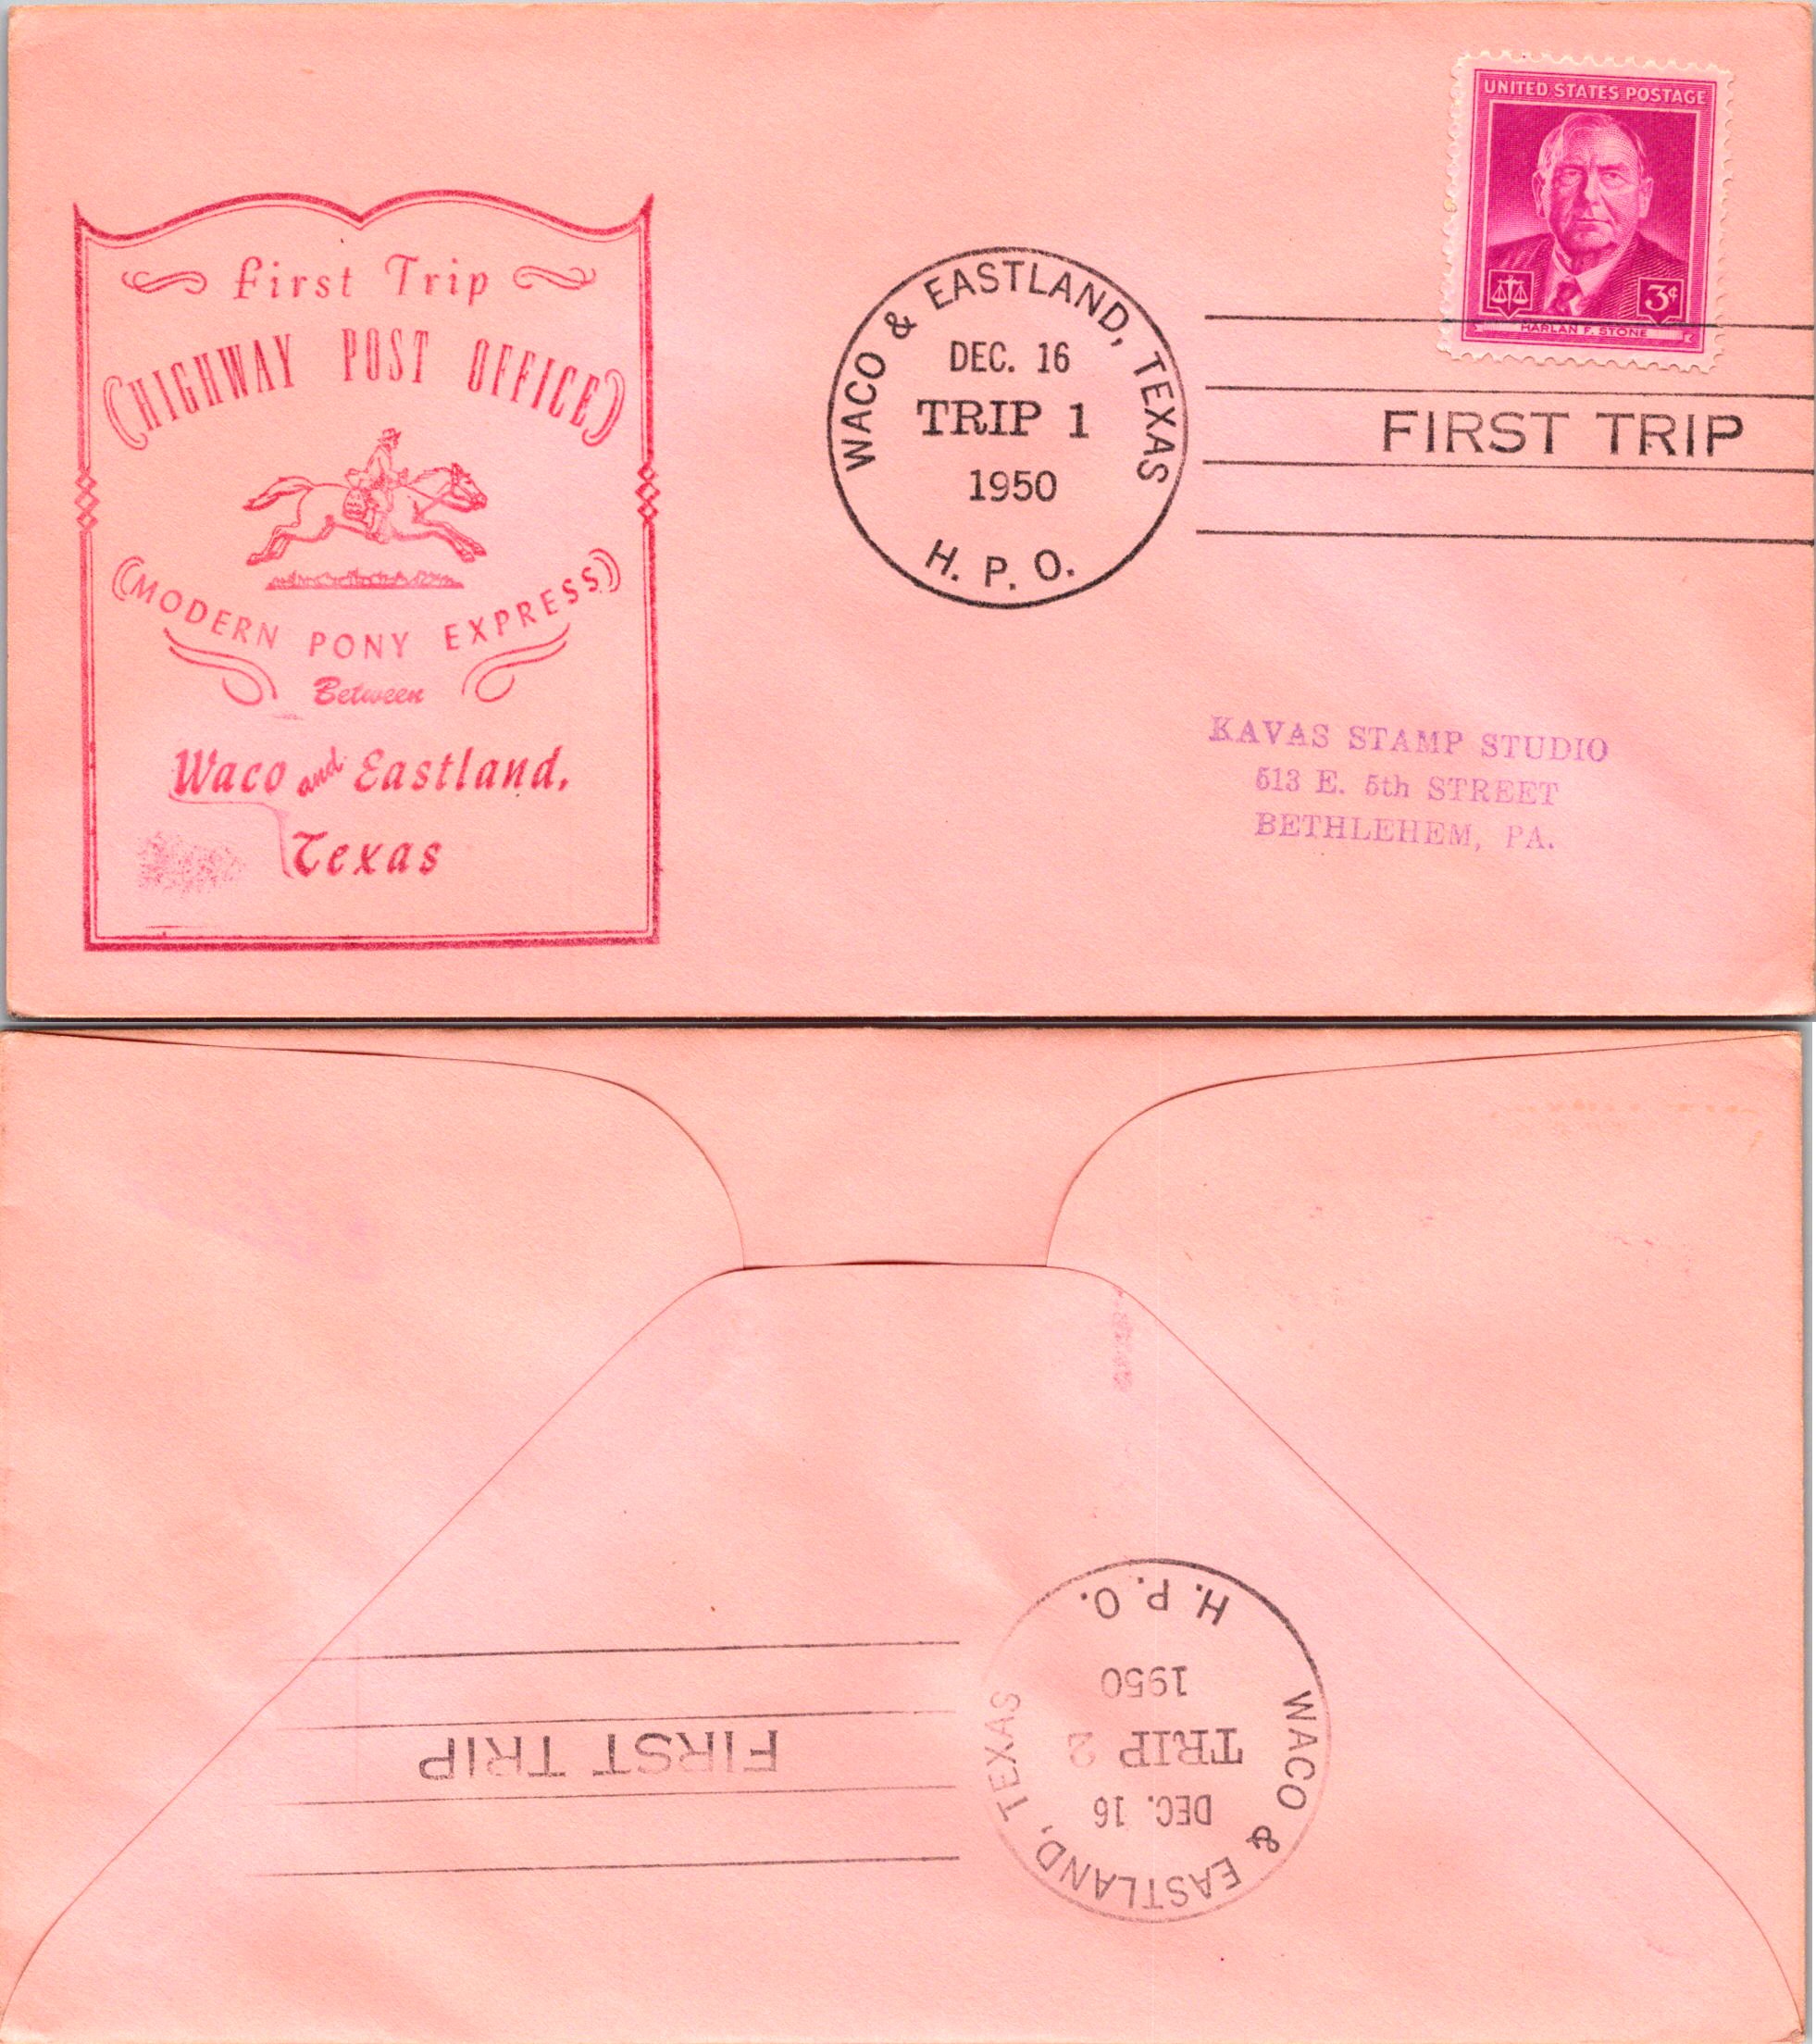 First Trip
HIGHWAY POST OFFICE
MODERN PONY EXPRESS
Between
Waco and Eastland,
Texas
WACO & EASTLAND, TEXAS
DEC. 16
TRIP 1
1950
H. P. O.
UNITED STATES POSTAGE
3¢
HARLAN F. STONE
FIRST TRIP
KAVAS STAMP STUDIO
513 E. 5th STREET
BETHLEHEM, PA.
WACO & EASTLAND, TEXAS
DEC. 16
TRIP 2
1950
H. P. O.
FIRST TRIP